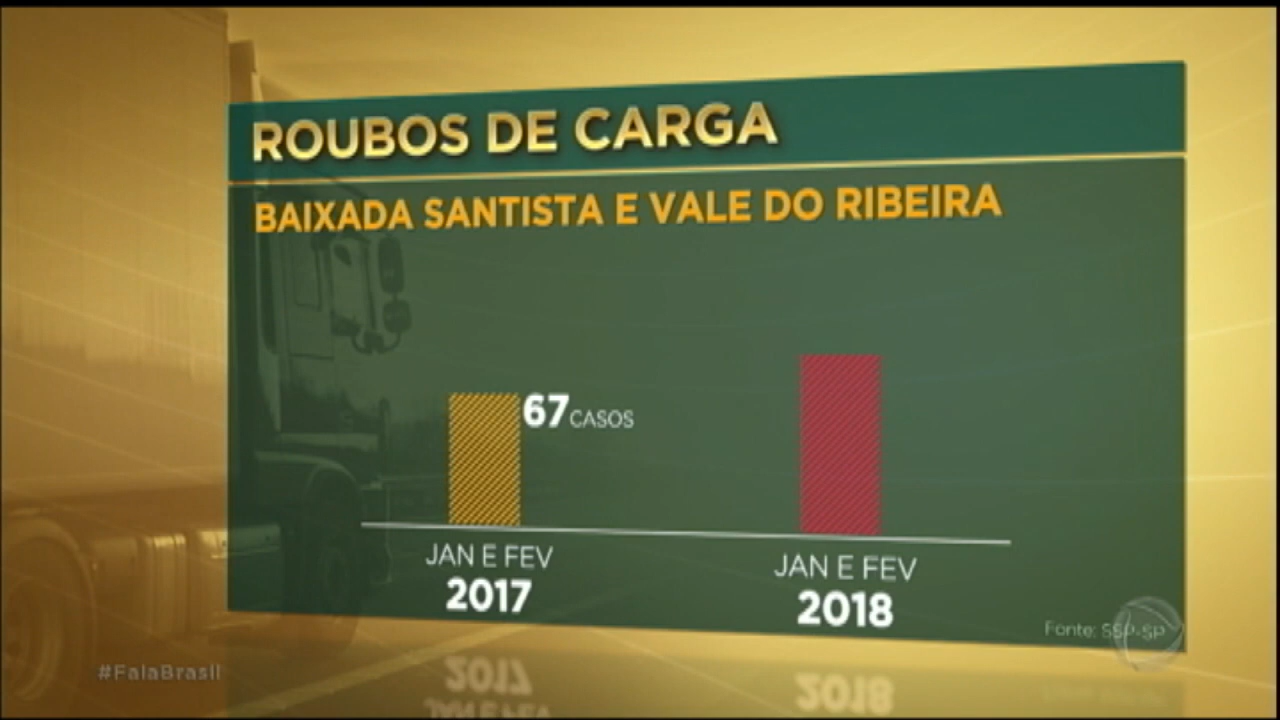 ROUBOS DE CARGA
BAIXADA SANTISTA E VALE DO RIBEIRA
67 CASOS
JAN E FEV
2017
JAN E FEV
2018
Fonte: SSP-SP
#FalaBrasil